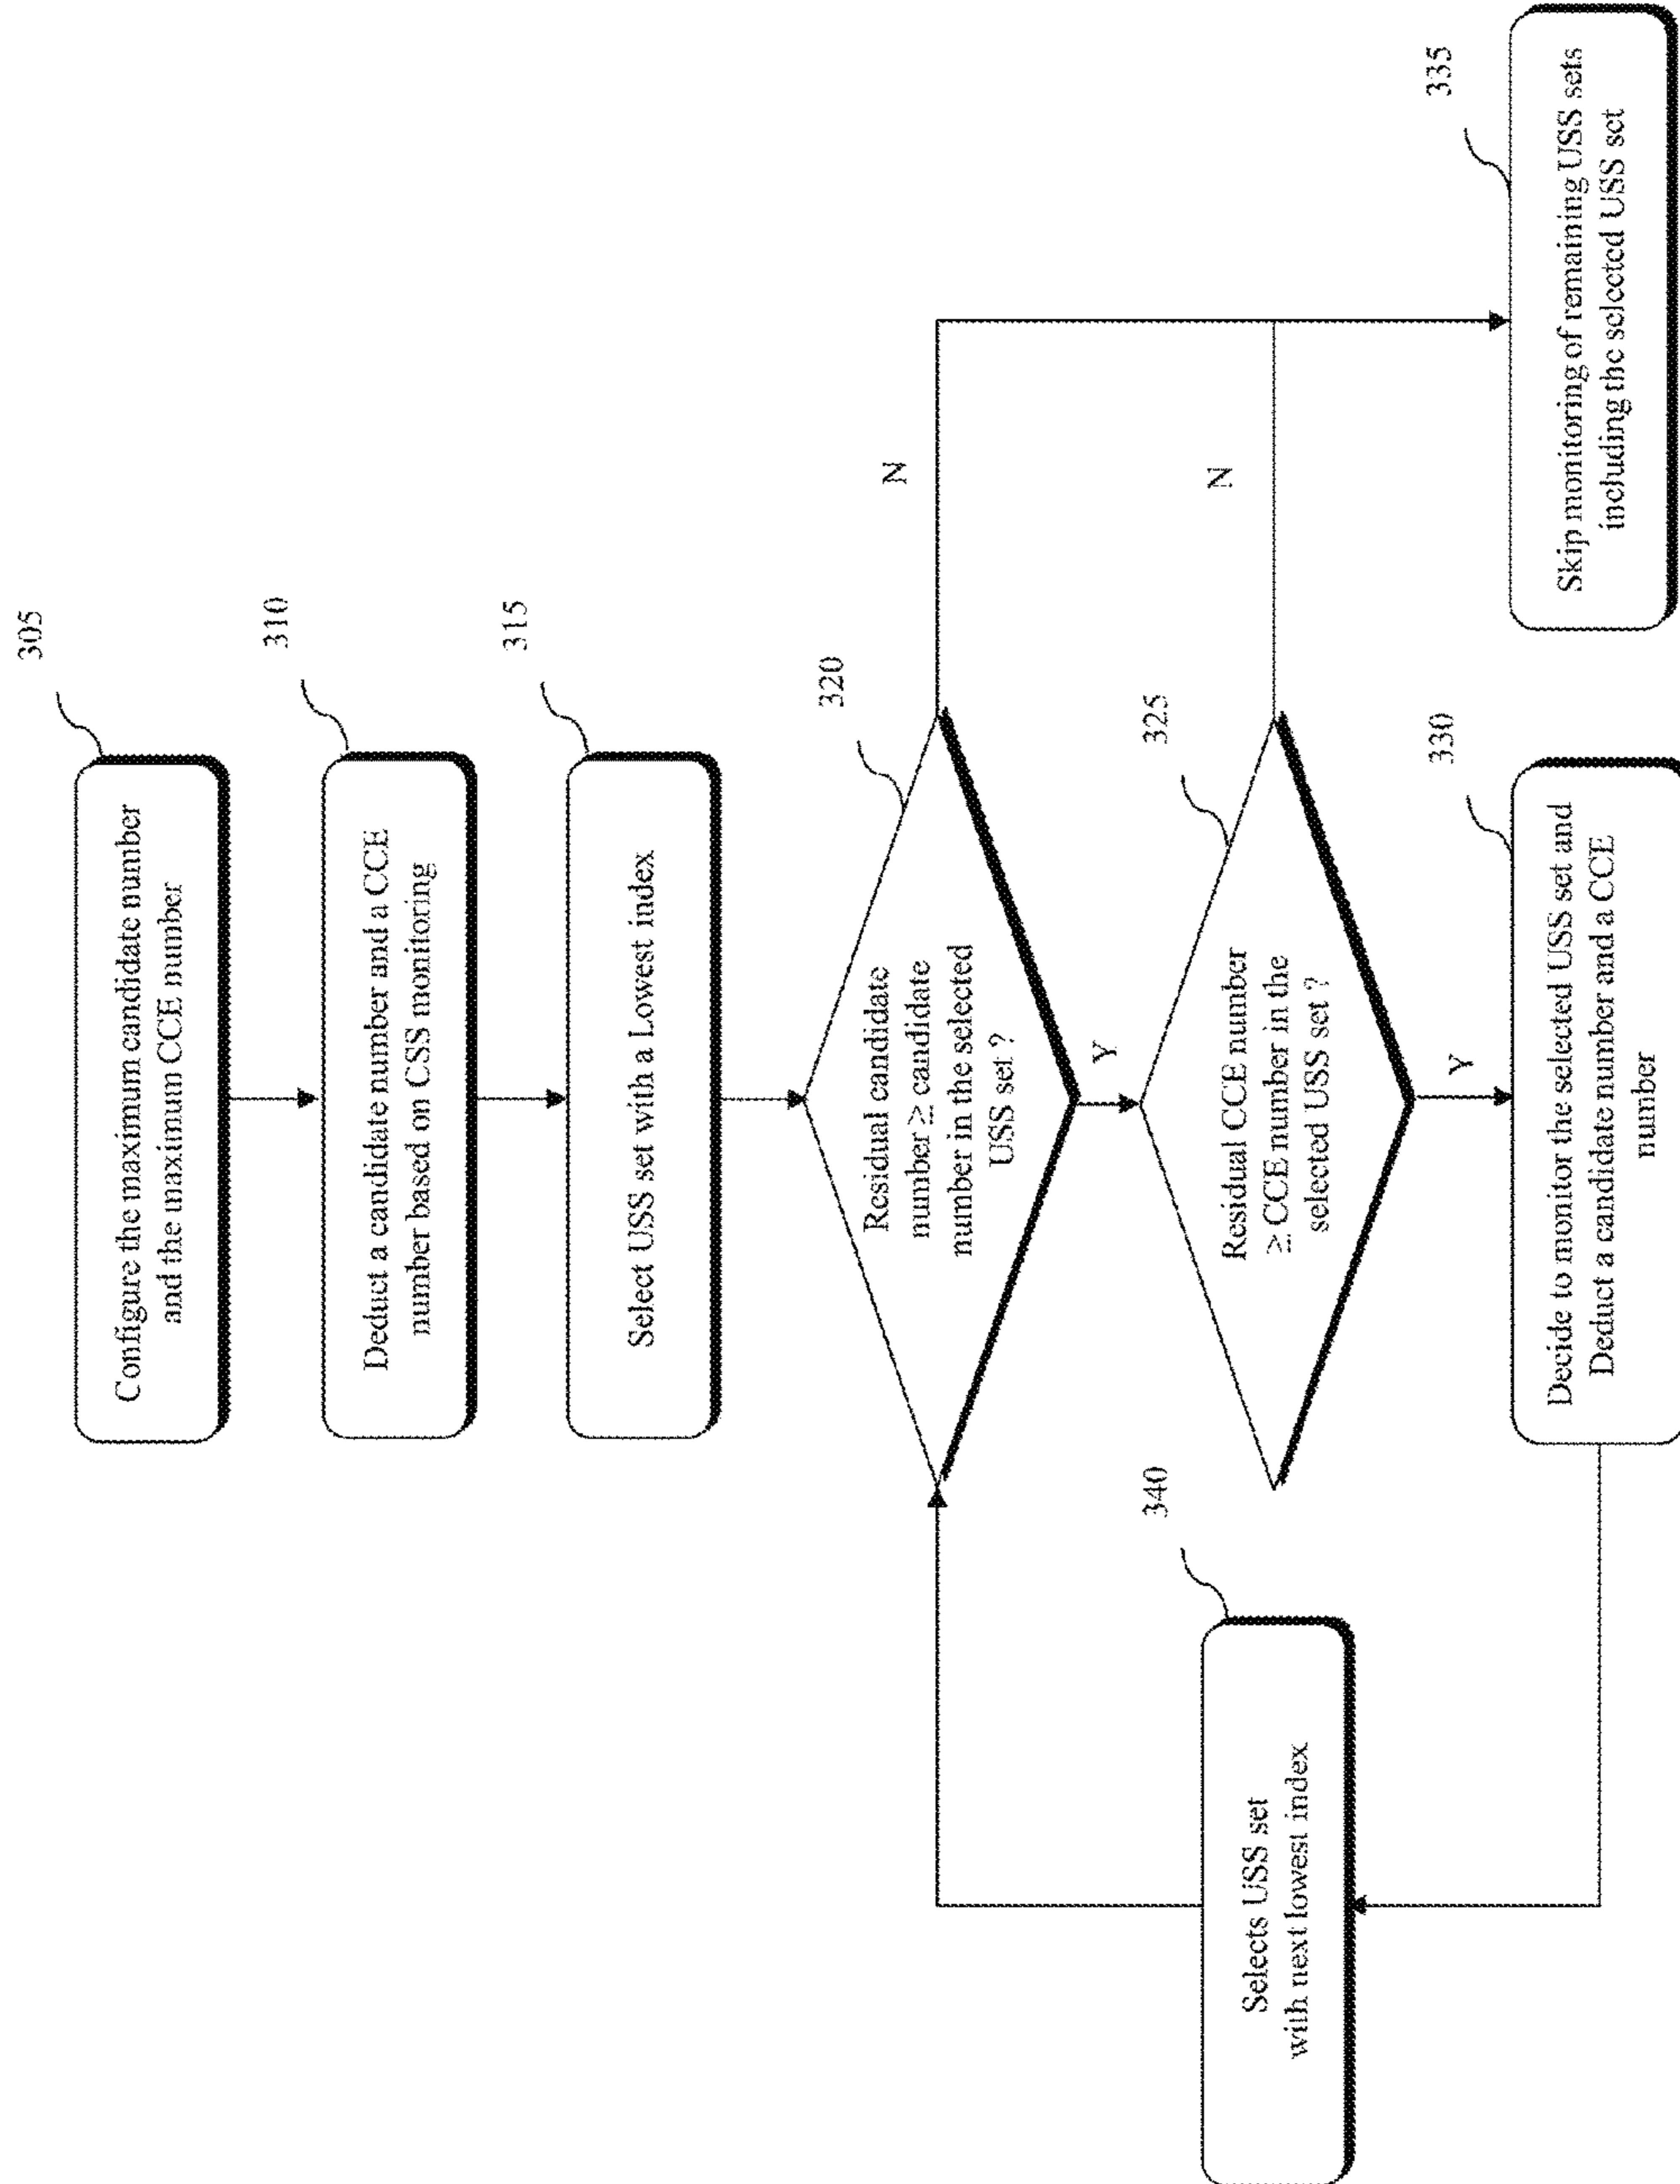 305
Configure the maximum candidate number
and the maximum CCE number
310
Deduct a candidate number and a CCE
number based on CSS monitoring
315
Select USS set with a Lowest index
320
Residual candidate
number ≥ candidate
number in the selected
USS set ?
N
Y
325
Residual CCE number
≥ CCE number in the
selected USS set ?
N
Y
330
Decide to monitor the selected USS set and
Deduct a candidate number and a CCE
number
335
Skip monitoring of remaining USS sets
including the selected USS set
340
Selects USS set
with next lowest index